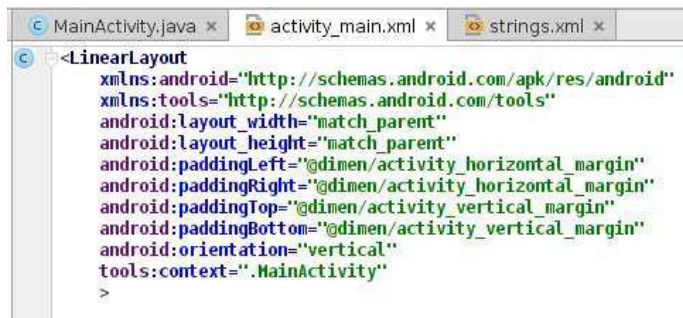 MainActivity.java × activity_main.xml × strings.xml ×
<LinearLayout
xmlns:android="http://schemas.android.com/apk/res/android"
xmlns:tools="http://schemas.android.com/tools"
android:layout_width="match_parent"
android:layout_height="match_parent"
android:paddingLeft="@dimen/activity_horizontal_margin"
android:paddingRight="@dimen/activity_horizontal_margin"
android:paddingTop="@dimen/activity_vertical_margin"
android:paddingBottom="@dimen/activity_vertical_margin"
android:orientation="vertical"
tools:context=".MainActivity"
>